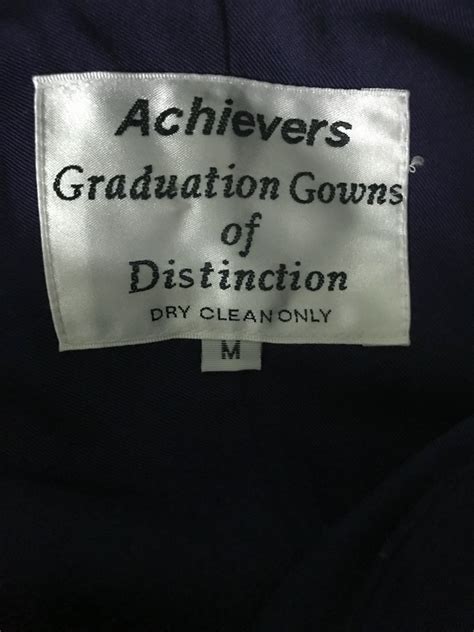 Achievers
Graduation Gowns
of
Distinction
DRY CLEAN ONLY
M